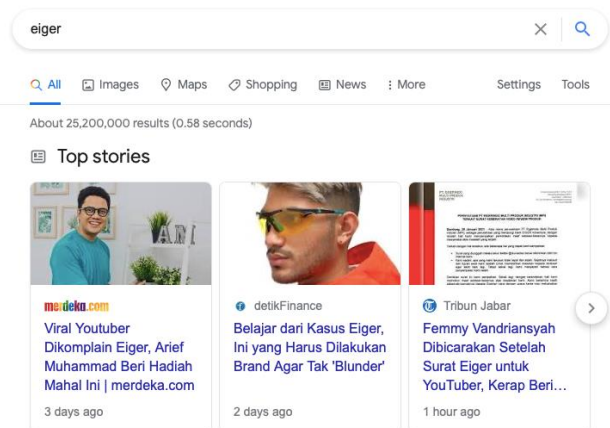 eiger
All
Images
Maps
Shopping
News
More
Settings
Tools
About 25,200,000 results (0.58 seconds)
Top stories
merdeka.com
Viral Youtuber
Dikomplain Eiger, Arief
Muhammad Beri Hadiah
Mahal Ini | merdeka.com
3 days ago
detikFinance
Belajar dari Kasus Eiger,
Ini yang Harus Dilakukan
Brand Agar Tak 'Blunder'
2 days ago
Tribun Jabar
Femmy Vandriansyah
Dibicarakan Setelah
Surat Eiger untuk
YouTuber, Kerap Beri...
1 hour ago